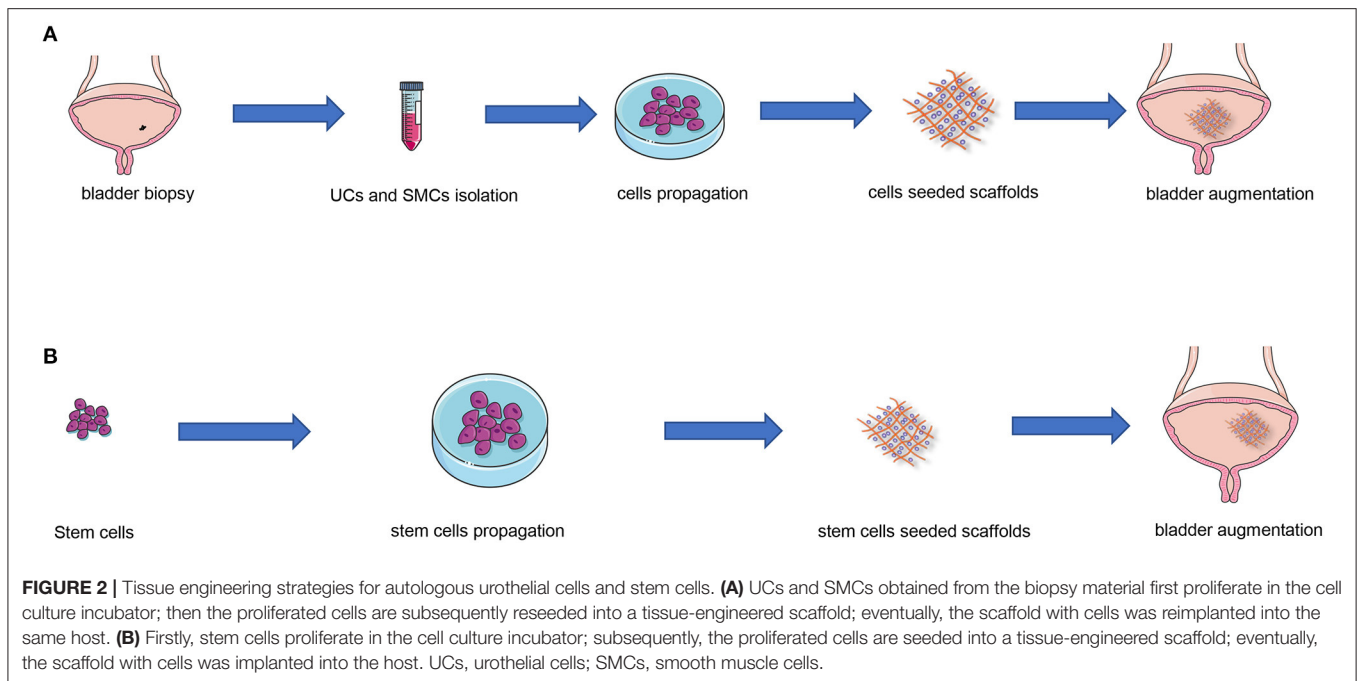 A
bladder biopsy
UCs and SMCs isolation
cells propagation
cells seeded scaffolds
bladder augmentation
B
Stem cells
stem cells propagation
stem cells seeded scaffolds
bladder augmentation
FIGURE 2 | Tissue engineering strategies for autologous urothelial cells and stem cells. (A) UCs and SMCs obtained from the biopsy material first proliferate in the cell
culture incubator; then the proliferated cells are subsequently reseeded into a tissue-engineered scaffold; eventually, the scaffold with cells was reimplanted into the
same host. (B) Firstly, stem cells proliferate in the cell culture incubator; subsequently, the proliferated cells are seeded into a tissue-engineered scaffold; eventually,
the scaffold with cells was implanted into the host. UCs, urothelial cells; SMCs, smooth muscle cells.